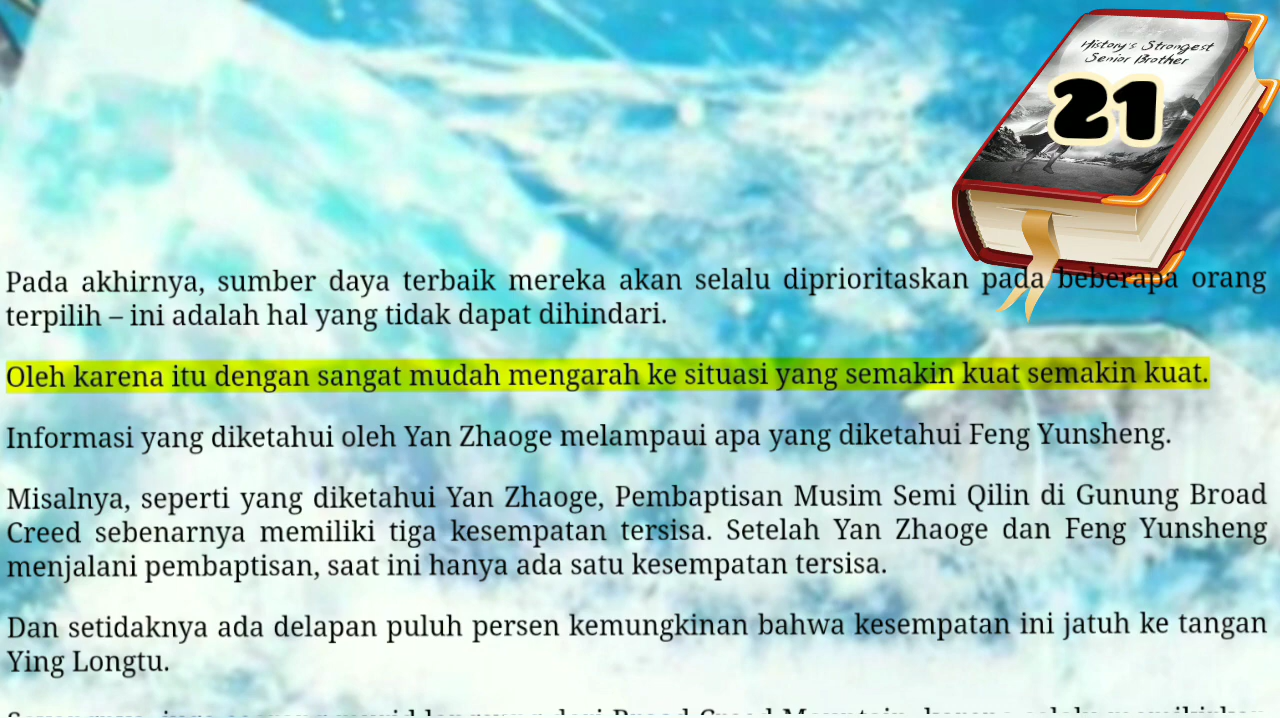 History's Strongest
Senior Brother
21
Pada akhirnya, sumber daya terbaik mereka akan selalu diprioritaskan pada beberapa orang
terpilih – ini adalah hal yang tidak dapat dihindari.
Oleh karena itu dengan sangat mudah mengarah ke situasi yang semakin kuat semakin kuat.
Informasi yang diketahui oleh Yan Zhaoge melampaui apa yang diketahui Feng Yunsheng.
Misalnya, seperti yang diketahui Yan Zhaoge, Pembaptisan Musim Semi Qilin di Gunung Broad
Creed sebenarnya memiliki tiga kesempatan tersisa. Setelah Yan Zhaoge dan Feng Yunsheng
menjalani pembaptisan, saat ini hanya ada satu kesempatan tersisa.
Dan setidaknya ada delapan puluh persen kemungkinan bahwa kesempatan ini jatuh ke tangan
Ying Longtu.